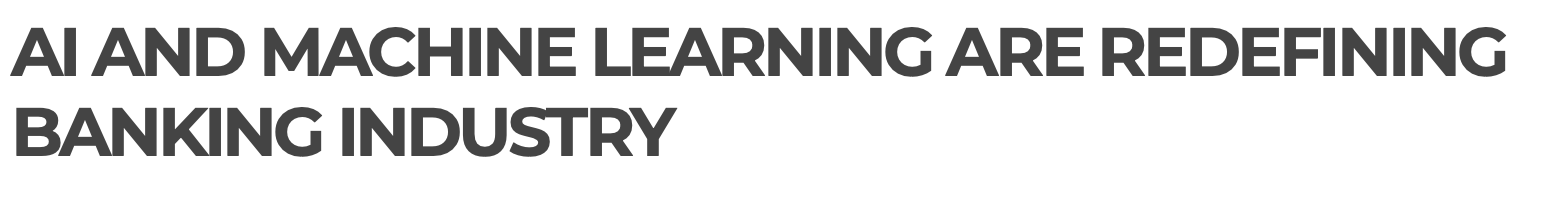 AI AND MACHINE LEARNING ARE REDEFINING
BANKING INDUSTRY